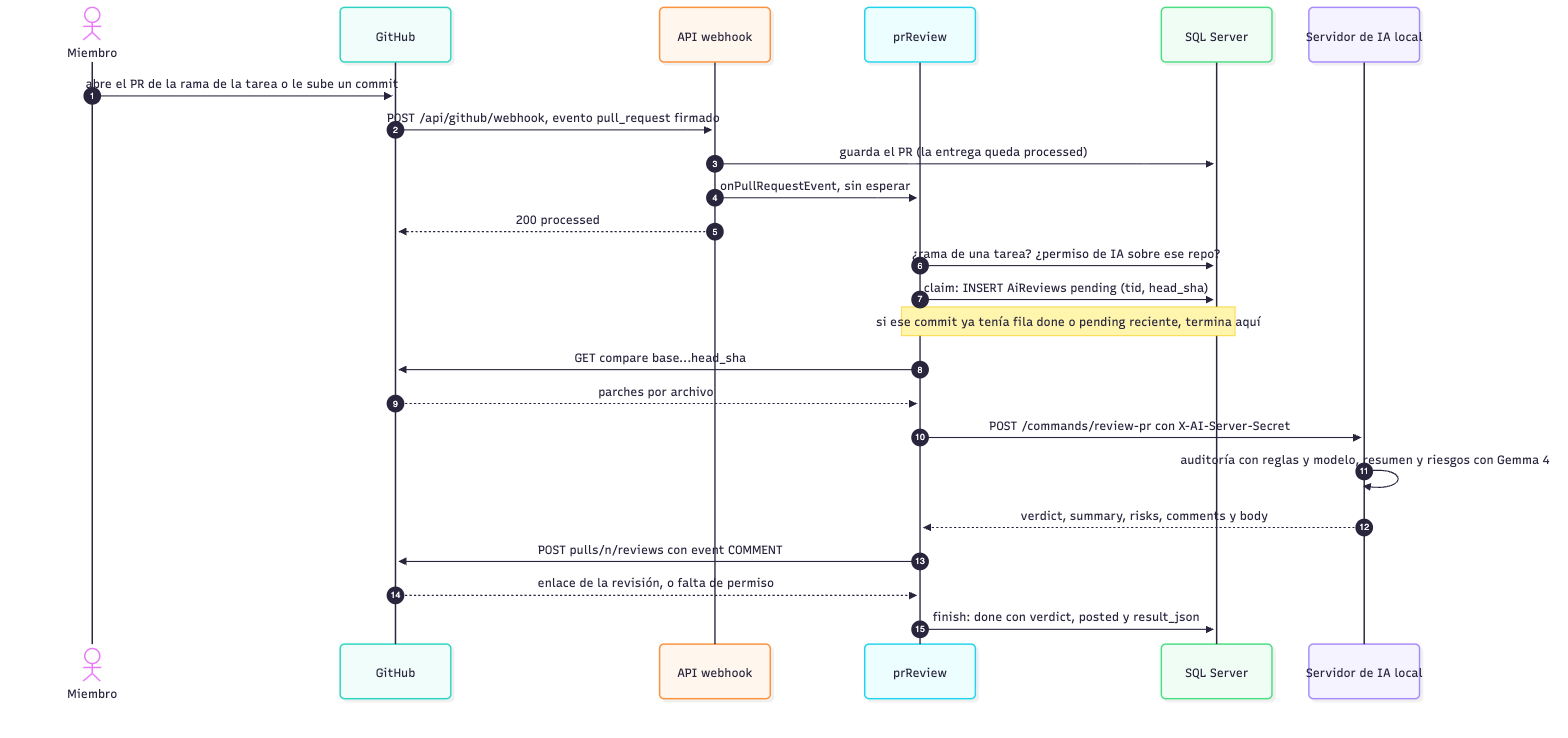 Miembro
GitHub
API webhook
prReview
SQL Server
Servidor de IA local
abre el PR de la rama de la tarea o le sube un commit
1
POST /api/github/webhook, evento pull_request firmado
2
guarda el PR (la entrega queda processed)
3
onPullRequestEvent, sin esperar
4
200 processed
5
¿rama de una tarea? ¿permiso de IA sobre ese repo?
6
claim: INSERT AiReviews pending (tid, head_sha)
7
si ese commit ya tenía fila done o pending reciente, termina aquí
GET compare base...head_sha
8
parches por archivo
9
POST /commands/review-pr con X-AI-Server-Secret
10
auditoría con reglas y modelo, resumen y riesgos con Gemma 4
11
verdict, summary, risks, comments y body
12
POST pulls/n/reviews con event COMMENT
13
enlace de la revisión, o falta de permiso
14
finish: done con verdict, posted y result_json
15
Miembro
GitHub
API webhook
prReview
SQL Server
Servidor de IA local